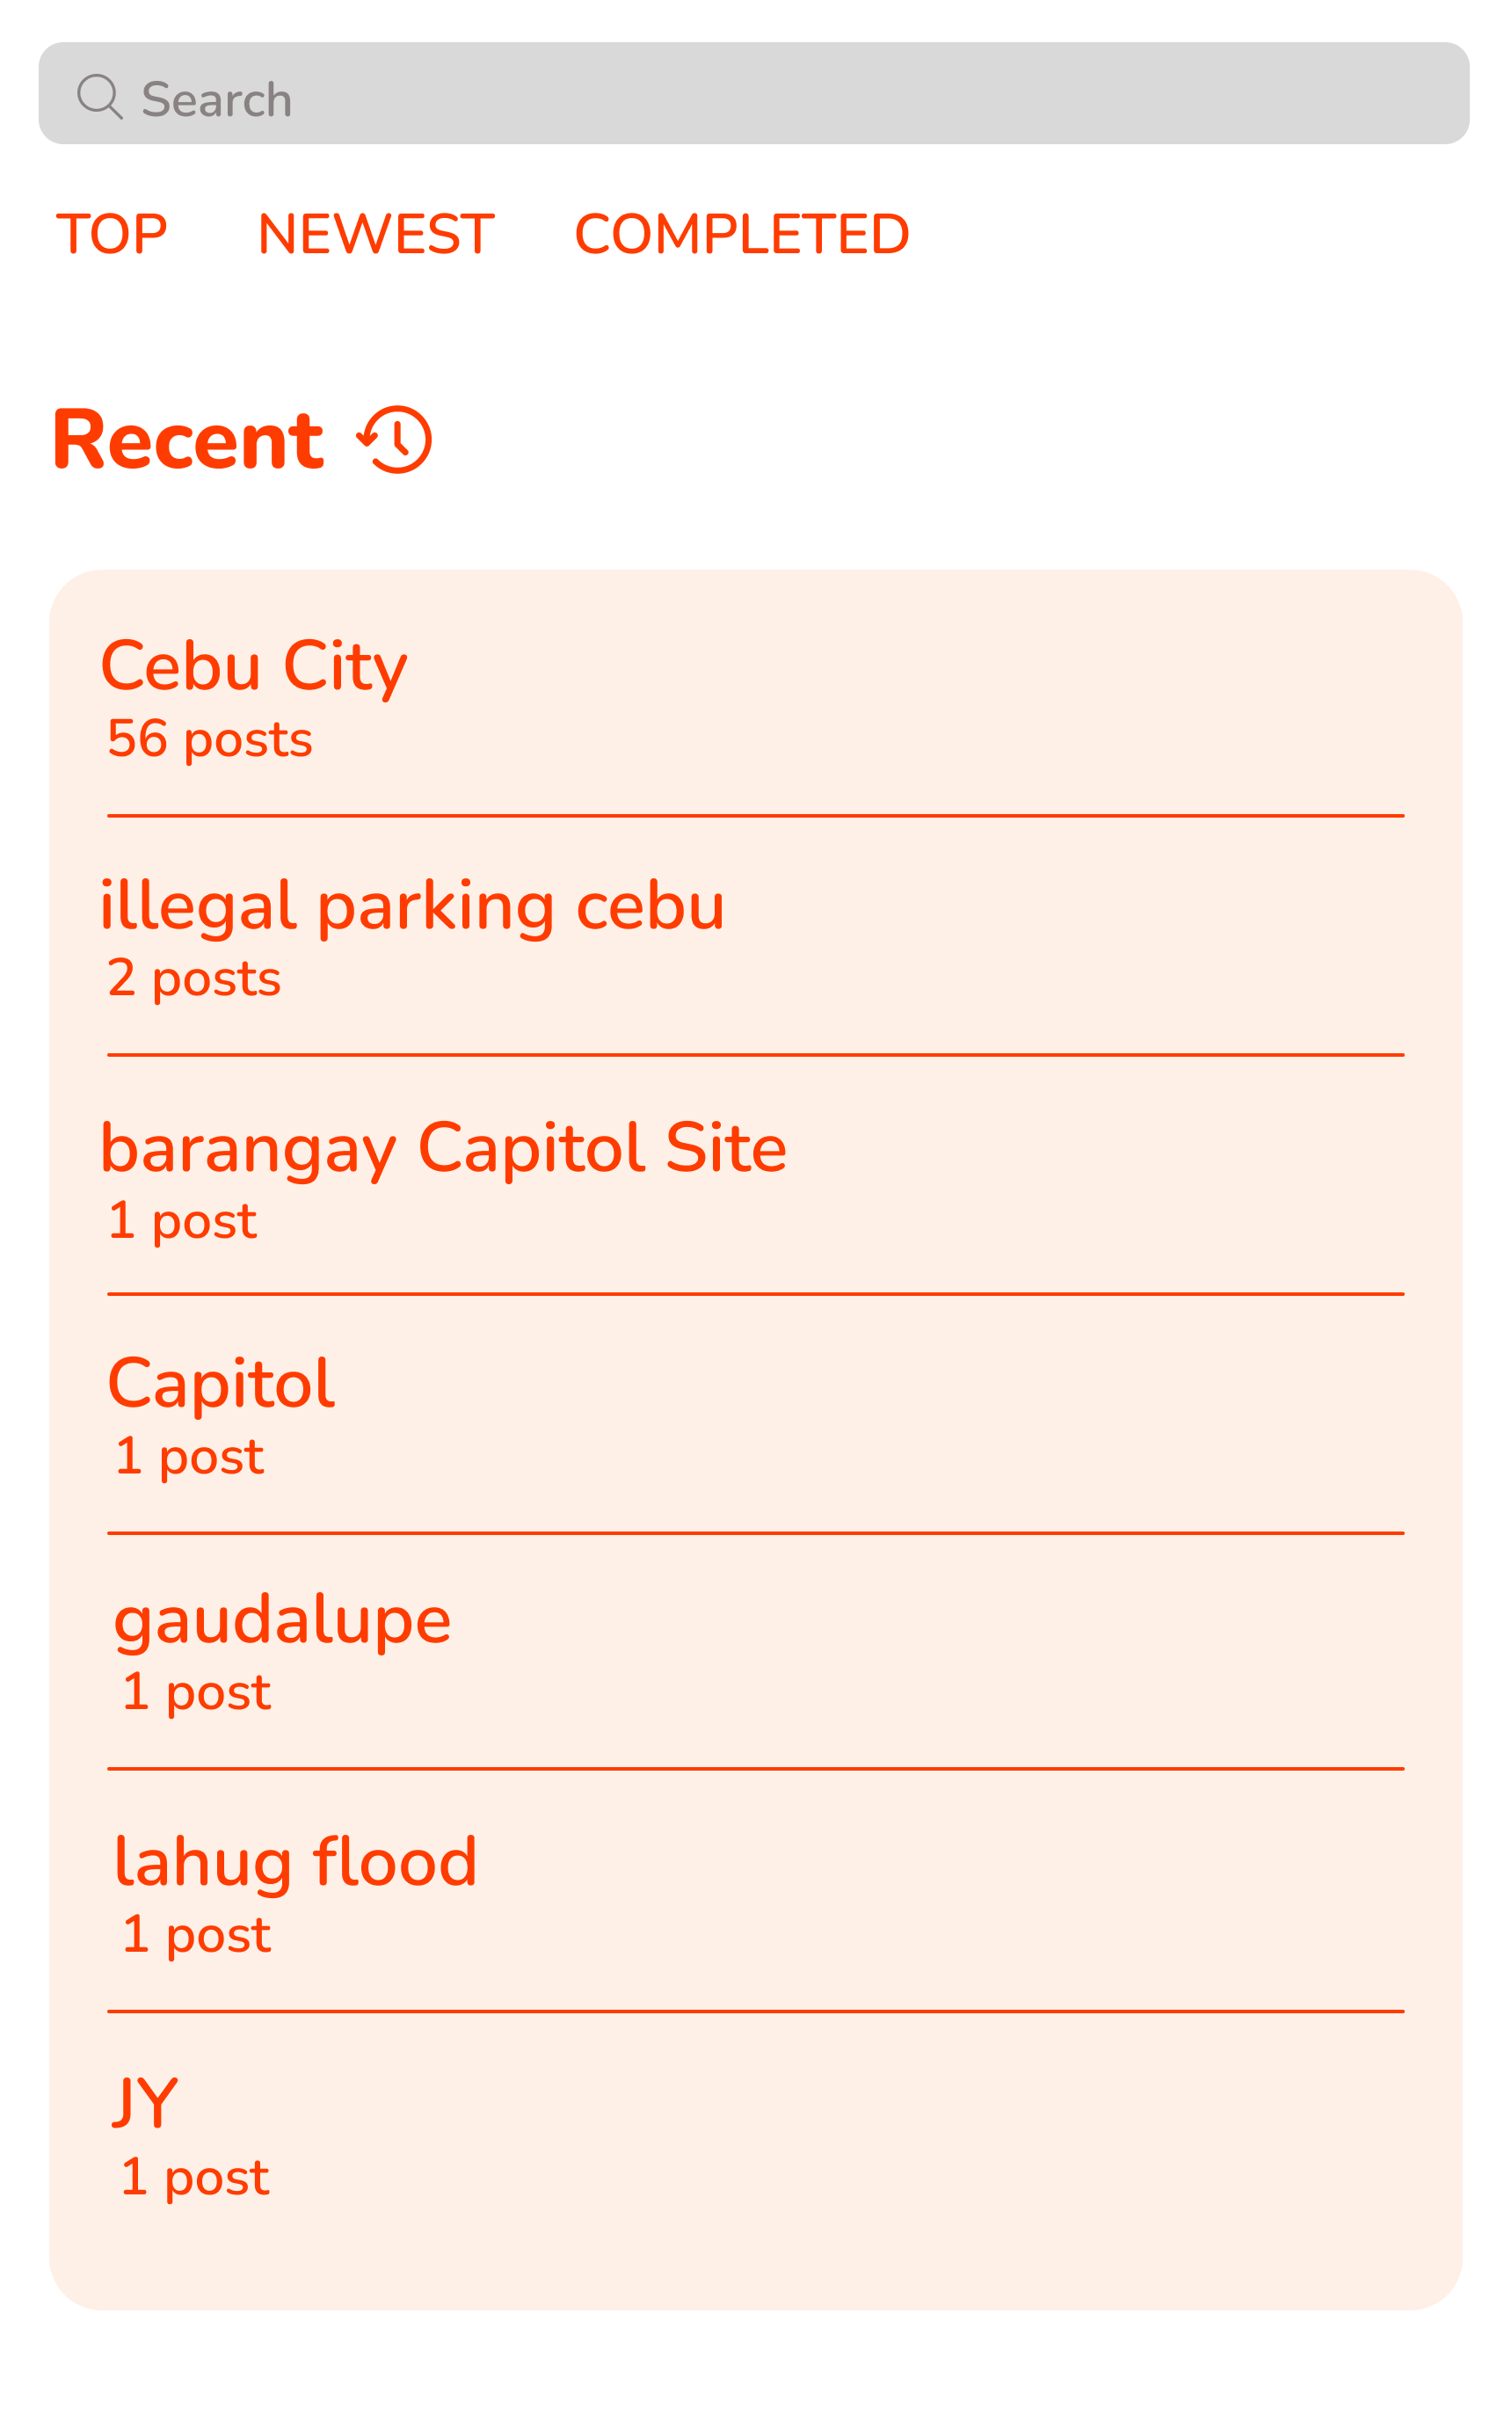 Search
TOP NEWEST COMPLETED
Recent
Cebu City
56 posts
illegal parking cebu
2 posts
barangay Capitol Site
1 post
Capitol
1 post
gaudalupe
1 post
lahug flood
1 post
JY
1 post